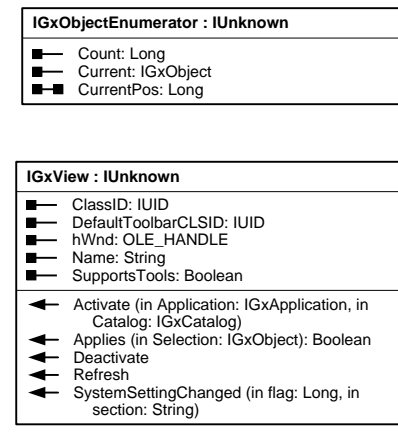 IGxObjectEnumerator : IUnknown
Count: Long
Current: IGxObject
CurrentPos: Long
IGxView : IUnknown
ClassID: IUID
DefaultToolbarCLSID: IUID
hWnd: OLE_HANDLE
Name: String
SupportsTools: Boolean
Activate (in Application: IGxApplication, in
Catalog: IGxCatalog)
Applies (in Selection: IGxObject): Boolean
Deactivate
Refresh
SystemSettingChanged (in flag: Long, in
section: String)